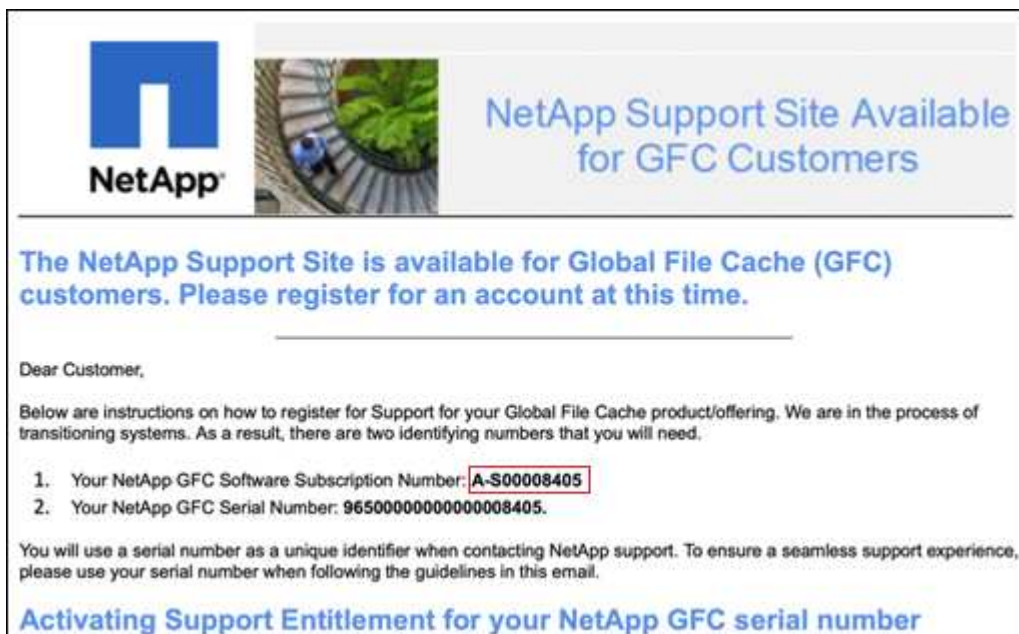 NetApp
NetApp Support Site Available
for GFC Customers
The NetApp Support Site is available for Global File Cache (GFC)
customers. Please register for an account at this time.
Dear Customer,
Below are instructions on how to register for Support for your Global File Cache product/offering. We are in the process of
transitioning systems. As a result, there are two identifying numbers that you will need.
1. Your NetApp GFC Software Subscription Number: A-S00008405
2. Your NetApp GFC Serial Number: 96500000000000008405.
You will use a serial number as a unique identifier when contacting NetApp support. To ensure a seamless support experience,
please use your serial number when following the guidelines in this email.
Activating Support Entitlement for your NetApp GFC serial number